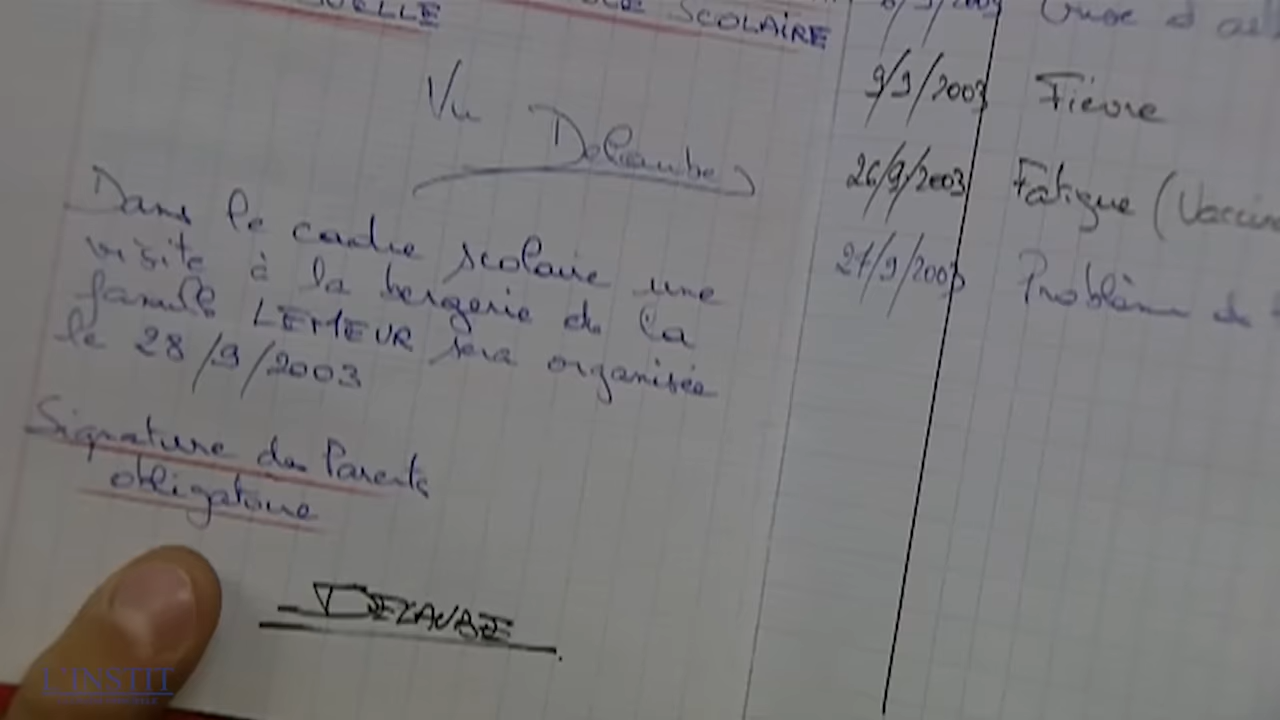 SCOLAIRE
Vu
Delaube
Dans le cadre scolaire une
visite à la bergerie de la
famille LEMEUR sera organisée
le 28/9/2003
Signature des Parents
obligatoire
DELAUBE
9/9/2003 Fièvre
26/9/2003 Fatigue (Vaccin
27/9/2003 Problème de
L'INSTIT